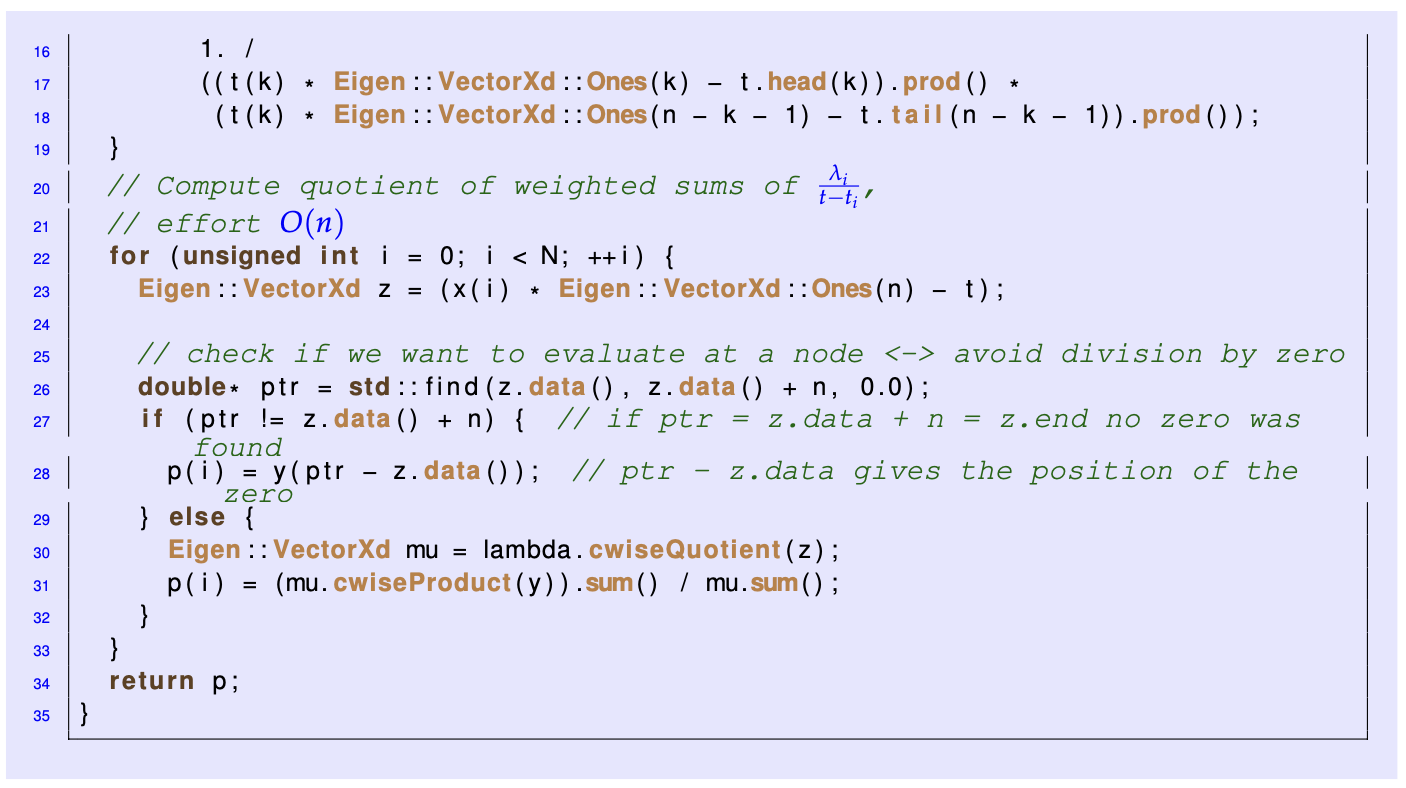 16 1. /
17 ((t(k) * Eigen::VectorXd::Ones(k) − t.head(k)).prod() *
18 (t(k) * Eigen::VectorXd::Ones(n − k − 1) − t.tail(n − k − 1)).prod());
19 }
20 // Compute quotient of weighted sums of \frac{λ_i}{t−t_i},
21 // effort O(n)
22 for (unsigned int i = 0; i < N; ++i) {
23 Eigen::VectorXd z = (x(i) * Eigen::VectorXd::Ones(n) − t);
24
25 // check if we want to evaluate at a node <-> avoid division by zero
26 double* ptr = std::find(z.data(), z.data() + n, 0.0);
27 if (ptr != z.data() + n) { // if ptr = z.data + n = z.end no zero was
found
28 p(i) = y(ptr − z.data()); // ptr - z.data gives the position of the
zero
29 } else {
30 Eigen::VectorXd mu = lambda.cwiseQuotient(z);
31 p(i) = (mu.cwiseProduct(y)).sum() / mu.sum();
32 }
33 }
34 return p;
35 }